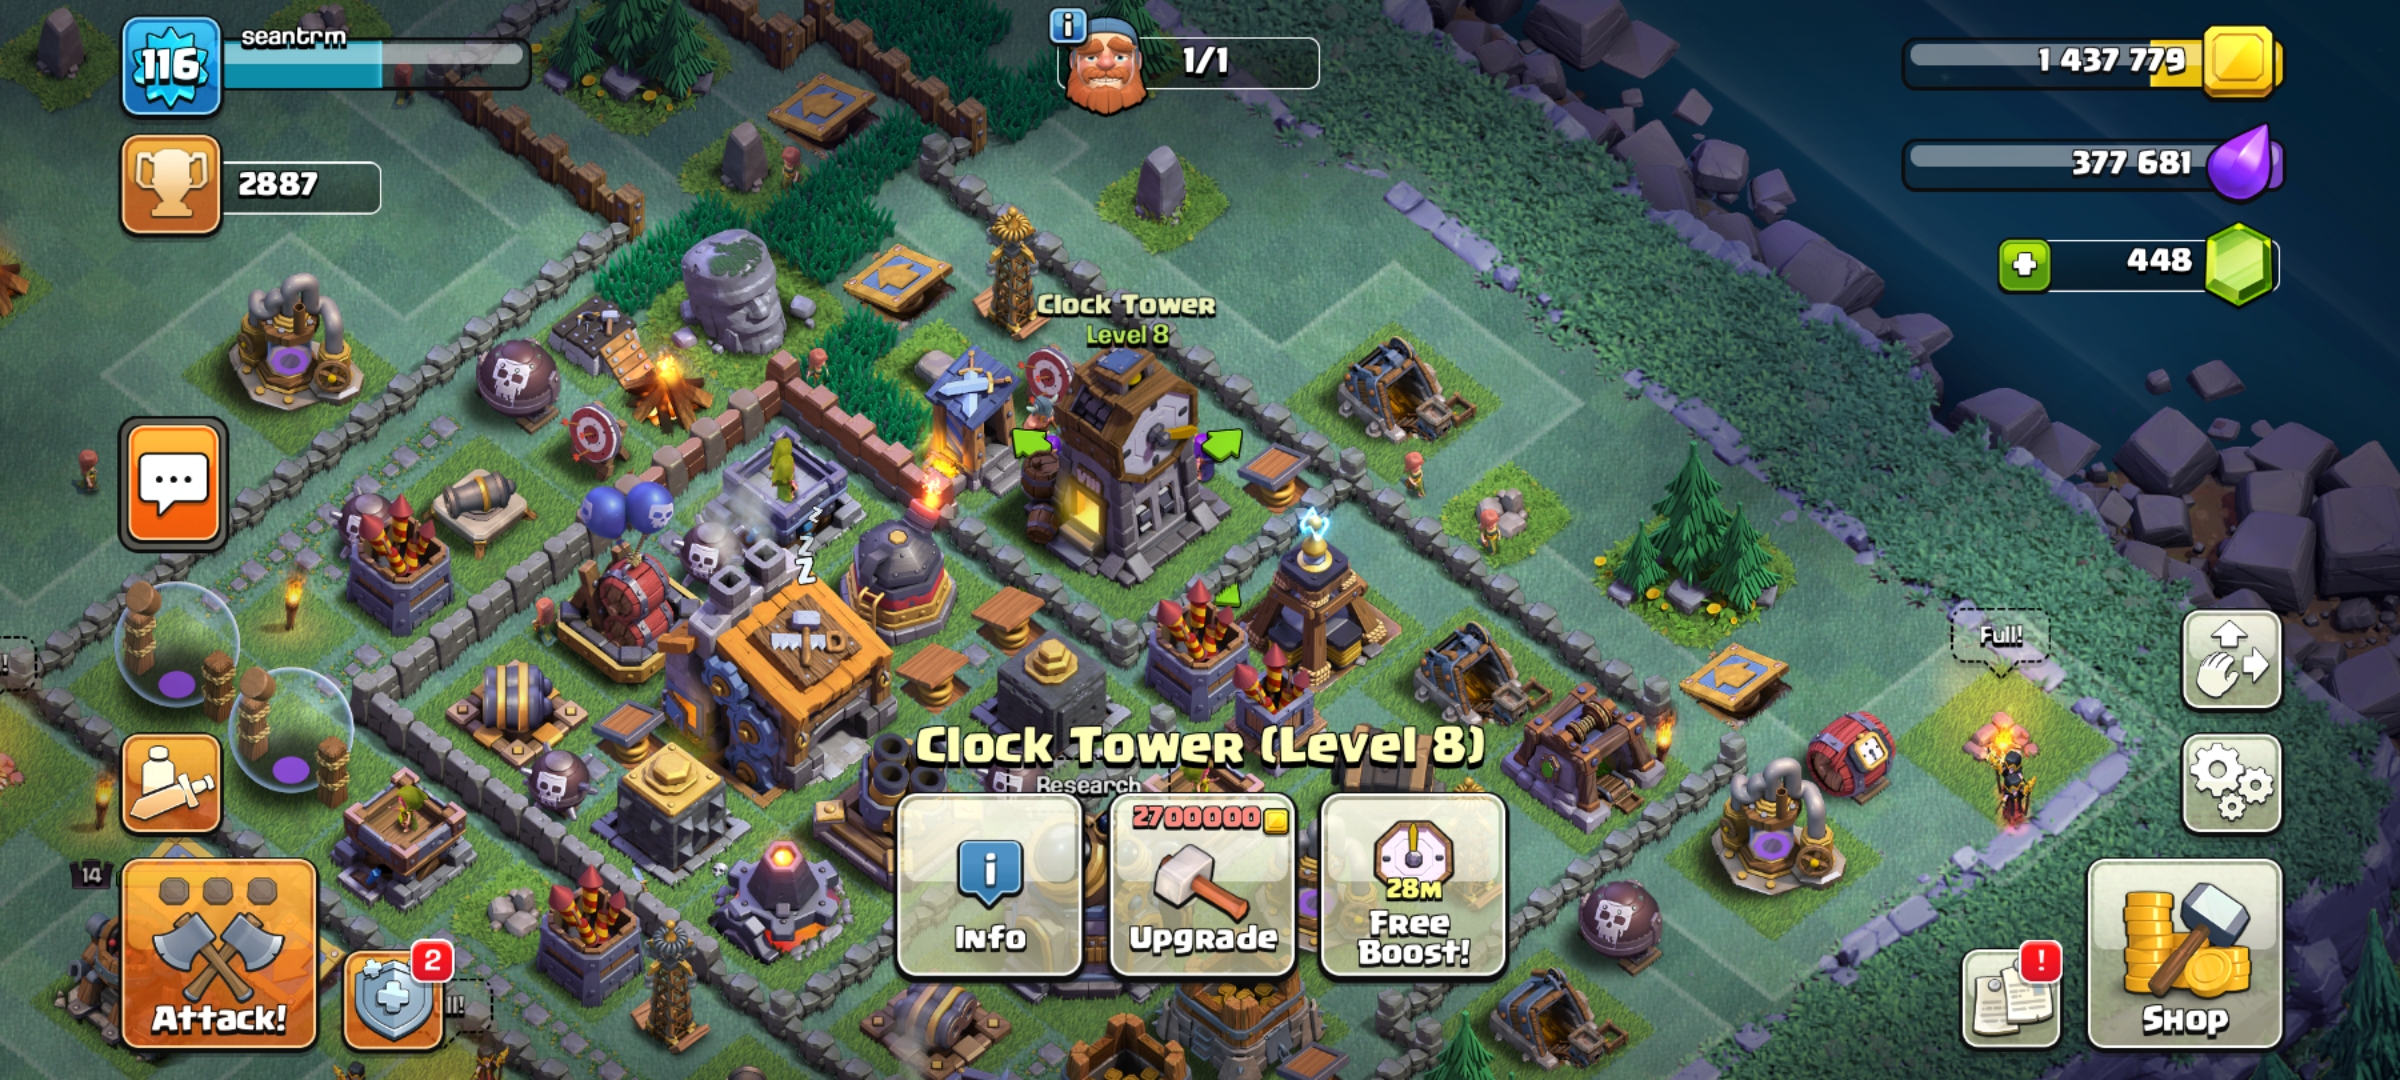 116
seantrm
1/1
1 437 779
2887
377 681
448
Clock Tower
Level 8
VIII
z
Z
Z
Full!
!
Clock Tower (Level 8)
Research
2700000
28M
Info
Upgrade
Free
Boost!
14
2
Attack!
!
Shop